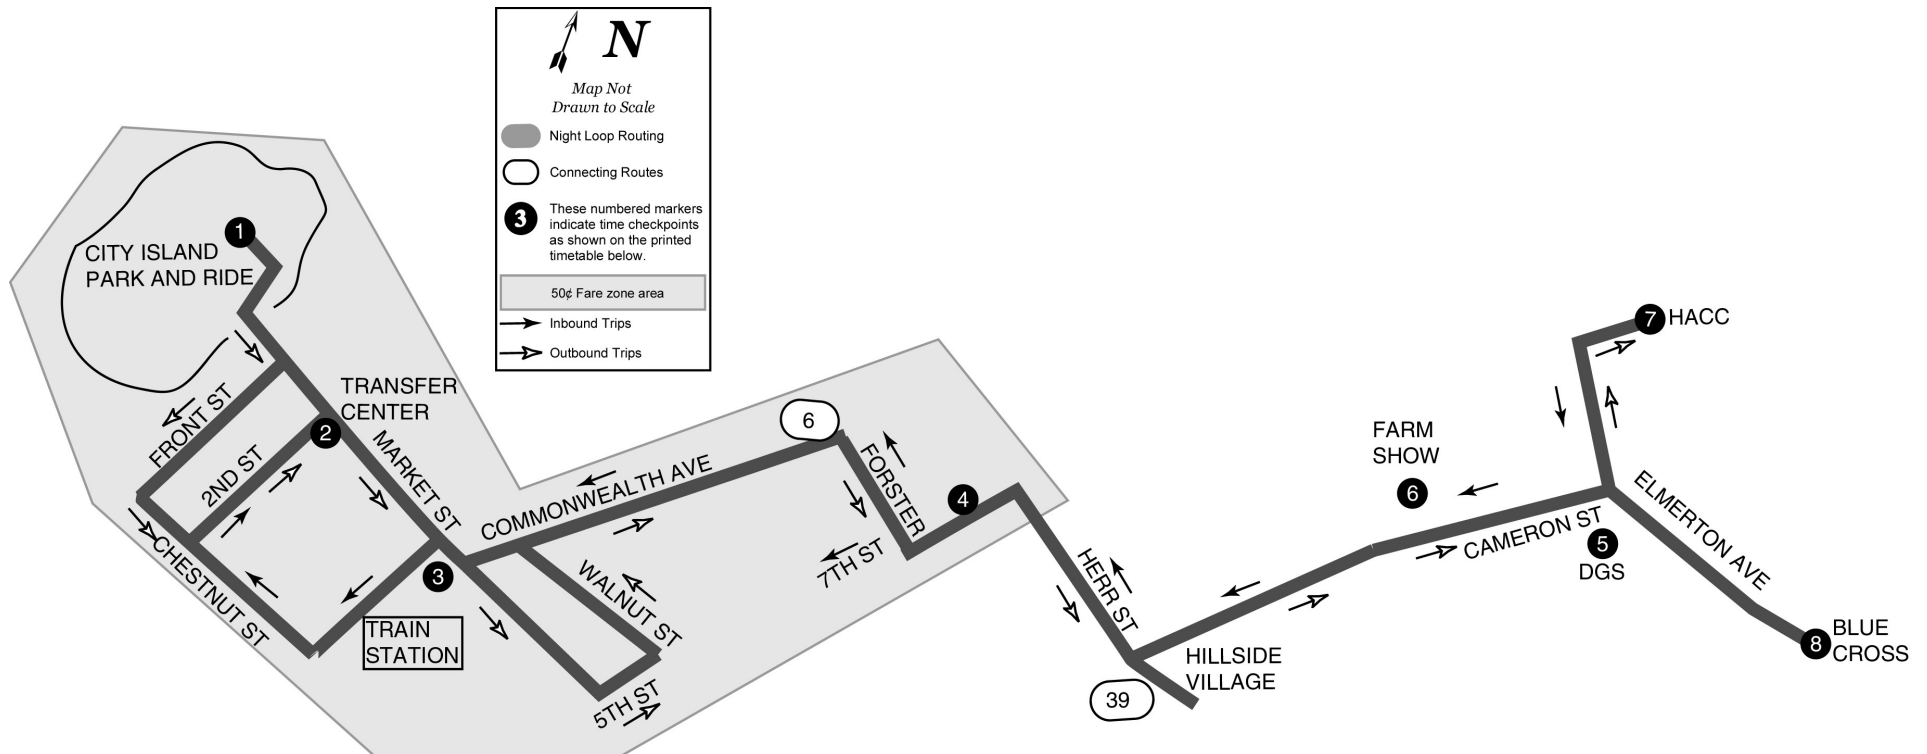 N
Map Not
Drawn to Scale
Night Loop Routing
Connecting Routes
3
These numbered markers
indicate time checkpoints
as shown on the printed
timetable below.
50¢ Fare zone area
Inbound Trips
Outbound Trips
1
CITY ISLAND
PARK AND RIDE
FRONT ST
2ND ST
TRANSFER
CENTER
2
MARKET ST
CHESTNUT ST
3
TRAIN
STATION
COMMONWEALTH AVE
WALNUT ST
5TH ST
6
FORSTER
4
7TH ST
HERR ST
39
HILLSIDE
VILLAGE
FARM
SHOW
6
CAMERON ST
5
DGS
7
HACC
ELMERTON AVE
8
BLUE
CROSS